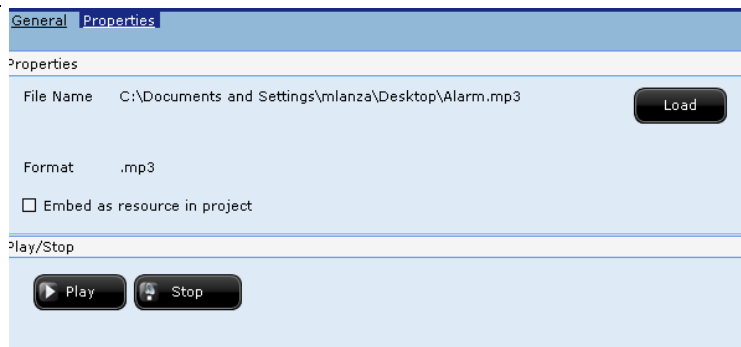 General Properties
Properties
File Name C:\Documents and Settings\mlanza\Desktop\Alarm.mp3
Load
Format .mp3
Embed as resource in project
Play/Stop
Play Stop